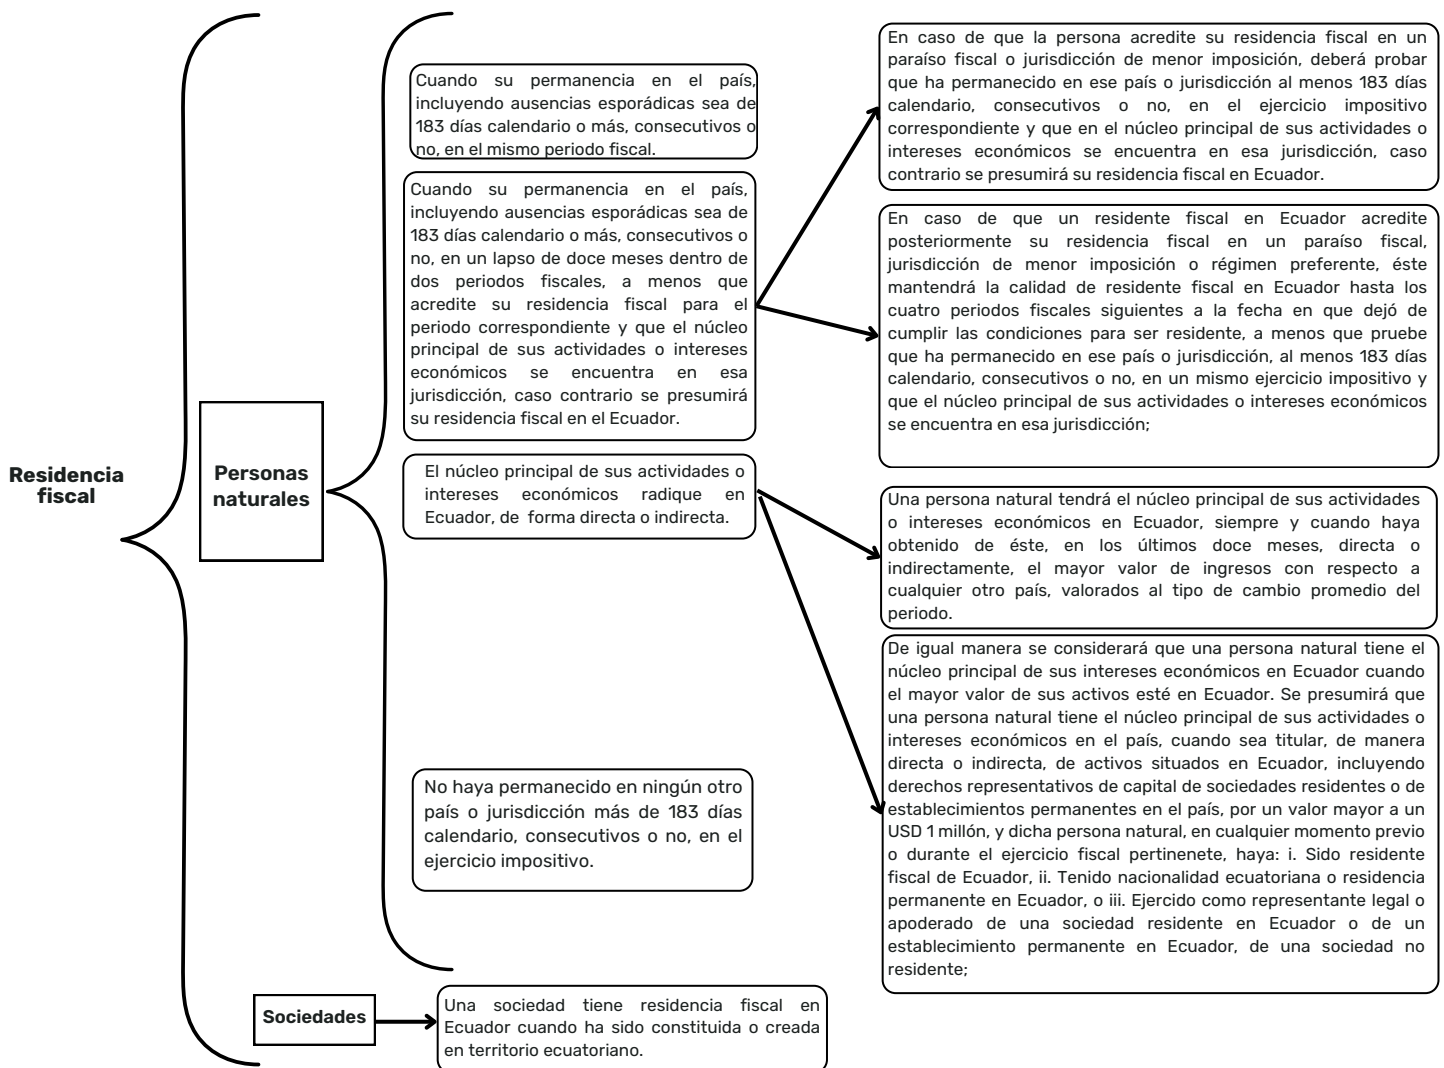 Residencia
fiscal
Personas
naturales
Cuando su permanencia en el país,
incluyendo ausencias esporádicas sea de
183 días calendario o más, consecutivos o
no, en el mismo periodo fiscal.
Cuando su permanencia en el país,
incluyendo ausencias esporádicas sea de
183 días calendario o más, consecutivos o
no, en un lapso de doce meses dentro de
dos periodos fiscales, a menos que
acredite su residencia fiscal para el
periodo correspondiente y que el núcleo
principal de sus actividades o intereses
económicos se encuentra en esa
jurisdicción, caso contrario se presumirá
su residencia fiscal en el Ecuador.
En caso de que la persona acredite su residencia fiscal en un
paraíso fiscal o jurisdicción de menor imposición, deberá probar
que ha permanecido en ese país o jurisdicción al menos 183 días
calendario, consecutivos o no, en el ejercicio impositivo
correspondiente y que en el núcleo principal de sus actividades o
intereses económicos se encuentra en esa jurisdicción, caso
contrario se presumirá su residencia fiscal en Ecuador.
En caso de que un residente fiscal en Ecuador acredite
posteriormente su residencia fiscal en un paraíso fiscal,
jurisdicción de menor imposición o régimen preferente, éste
mantendrá la calidad de residente fiscal en Ecuador hasta los
cuatro periodos fiscales siguientes a la fecha en que dejó de
cumplir las condiciones para ser residente, a menos que pruebe
que ha permanecido en ese país o jurisdicción, al menos 183 días
calendario, consecutivos o no, en un mismo ejercicio impositivo y
que el núcleo principal de sus actividades o intereses económicos
se encuentra en esa jurisdicción;
El núcleo principal de sus actividades o
intereses económicos radique en
Ecuador, de forma directa o indirecta.
Una persona natural tendrá el núcleo principal de sus actividades
o intereses económicos en Ecuador, siempre y cuando haya
obtenido de éste, en los últimos doce meses, directa o
indirectamente, el mayor valor de ingresos con respecto a
cualquier otro país, valorados al tipo de cambio promedio del
periodo.
De igual manera se considerará que una persona natural tiene el
núcleo principal de sus intereses económicos en Ecuador cuando
el mayor valor de sus activos esté en Ecuador. Se presumirá que
una persona natural tiene el núcleo principal de sus actividades o
intereses económicos en el país, cuando sea titular, de manera
directa o indirecta, de activos situados en Ecuador, incluyendo
derechos representativos de capital de sociedades residentes o de
establecimientos permanentes en el país, por un valor mayor a un
USD 1 millón, y dicha persona natural, en cualquier momento previo
o durante el ejercicio fiscal pertinenete, haya: i. Sido residente
fiscal de Ecuador, ii. Tenido nacionalidad ecuatoriana o residencia
permanente en Ecuador, o iii. Ejercido como representante legal o
apoderado de una sociedad residente en Ecuador o de un
establecimiento permanente en Ecuador, de una sociedad no
residente;
No haya permanecido en ningún otro
país o jurisdicción más de 183 días
calendario, consecutivos o no, en el
ejercicio impositivo.
Sociedades
Una sociedad tiene residencia fiscal en
Ecuador cuando ha sido constituida o creada
en territorio ecuatoriano.